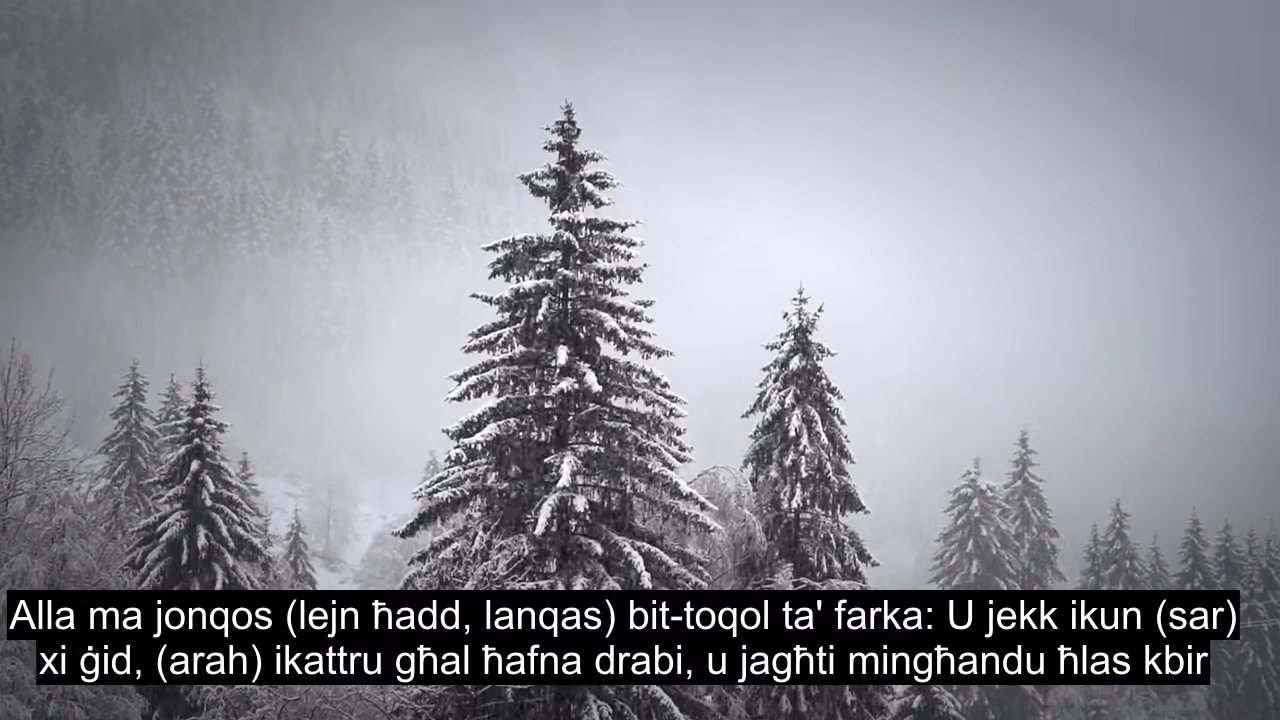 Alla ma jonqos (lejn ħadd, lanqas) bit-toqol ta' farka: U jekk ikun (sar)
xi ġid, (arah) ikattru għal ħafna drabi, u jagħti mingħandu ħlas kbir